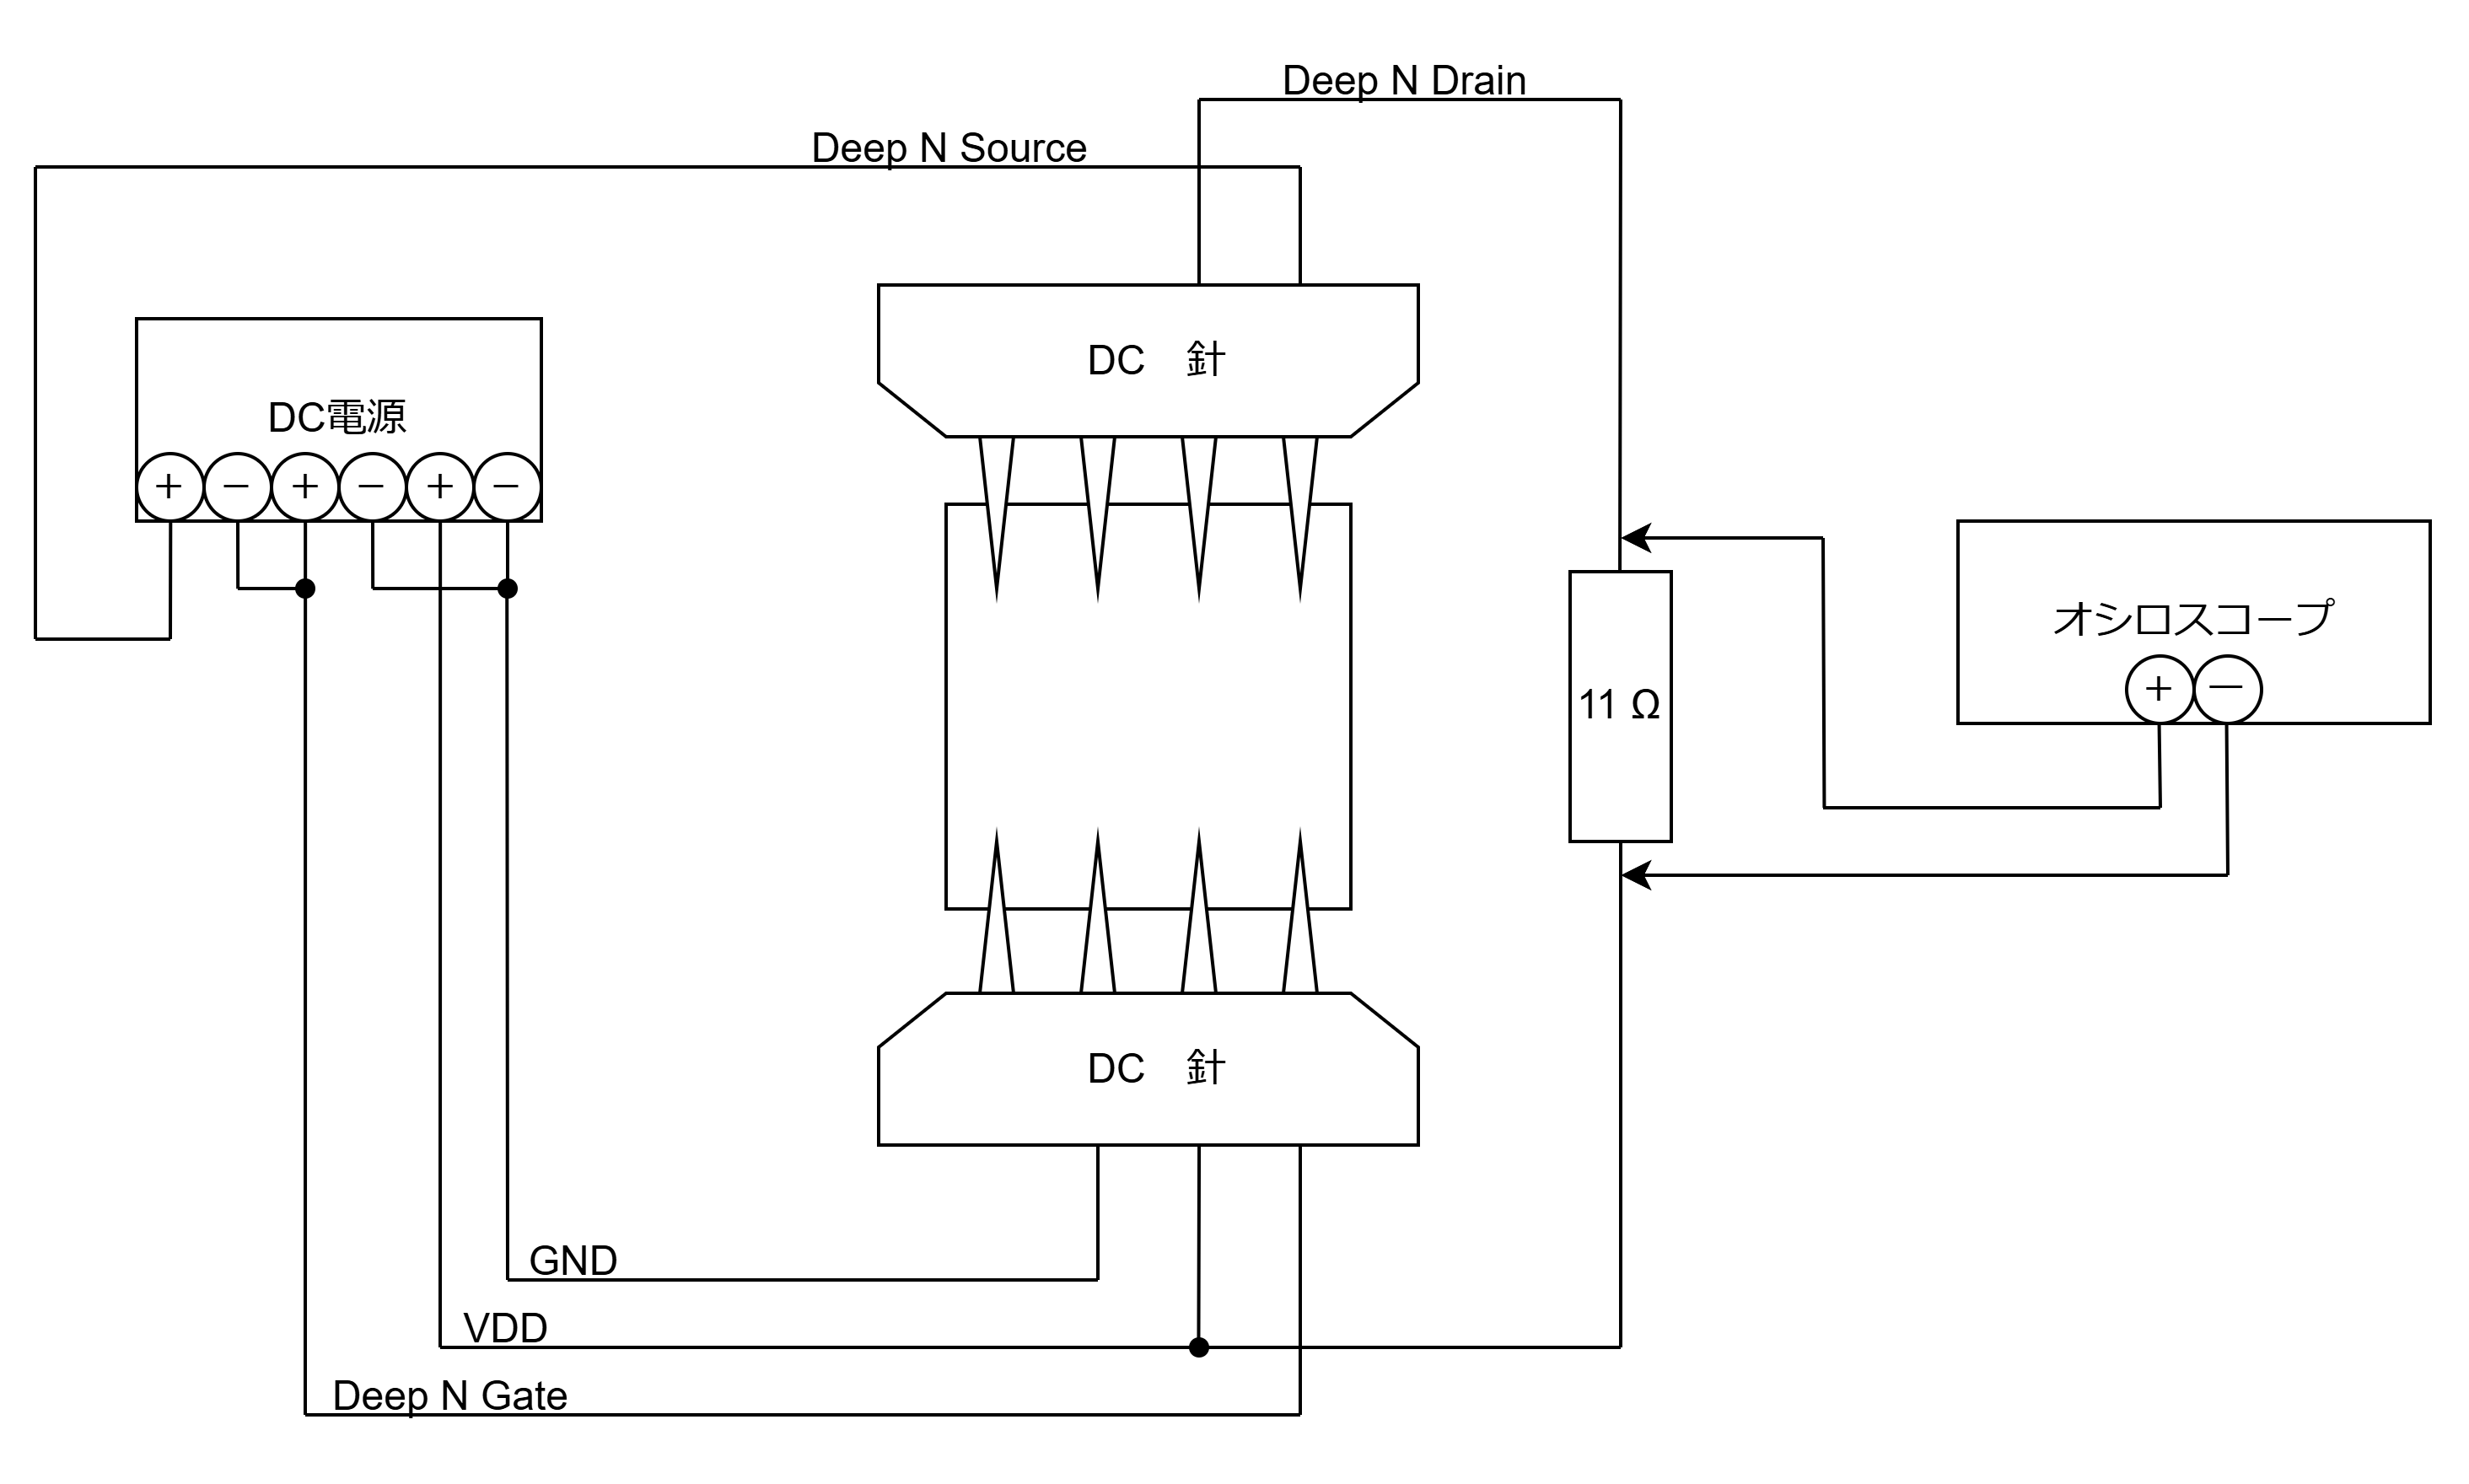 Deep N Drain
Deep N Source
DC 針
DC電源
+ − + − + −
オシロスコープ
+ −
11 Ω
DC 針
GND
VDD
Deep N Gate